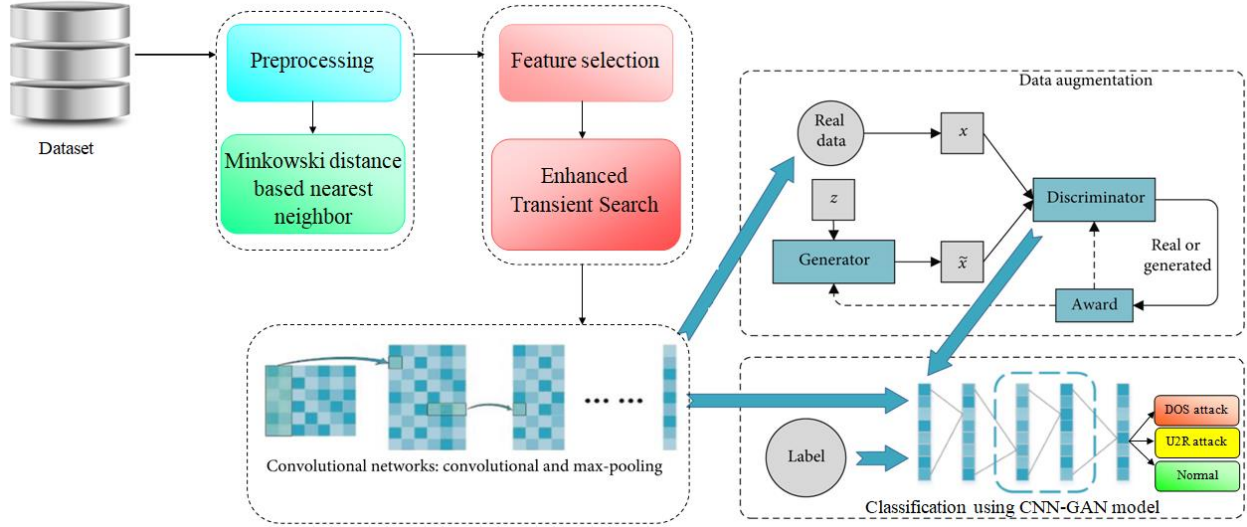 Dataset
Preprocessing
Minkowski distance
based nearest
neighbor
Feature selection
Enhanced
Transient Search
Data augmentation
Real
data
x
z
Generator
x̃
Discriminator
Real or
generated
Award
Convolutional networks: convolutional and max-pooling
Label
DOS attack
U2R attack
Normal
Classification using CNN-GAN model